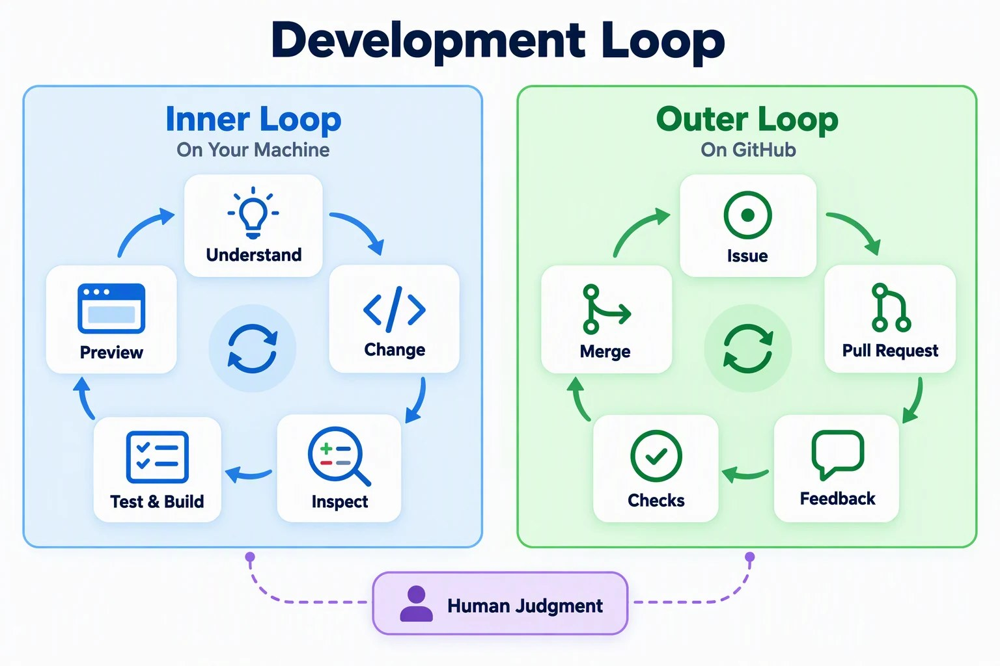 Development Loop
Inner Loop
On Your Machine
Understand
Change
Inspect
Test & Build
Preview
Outer Loop
On GitHub
Issue
Pull Request
Feedback
Checks
Merge
Human Judgment